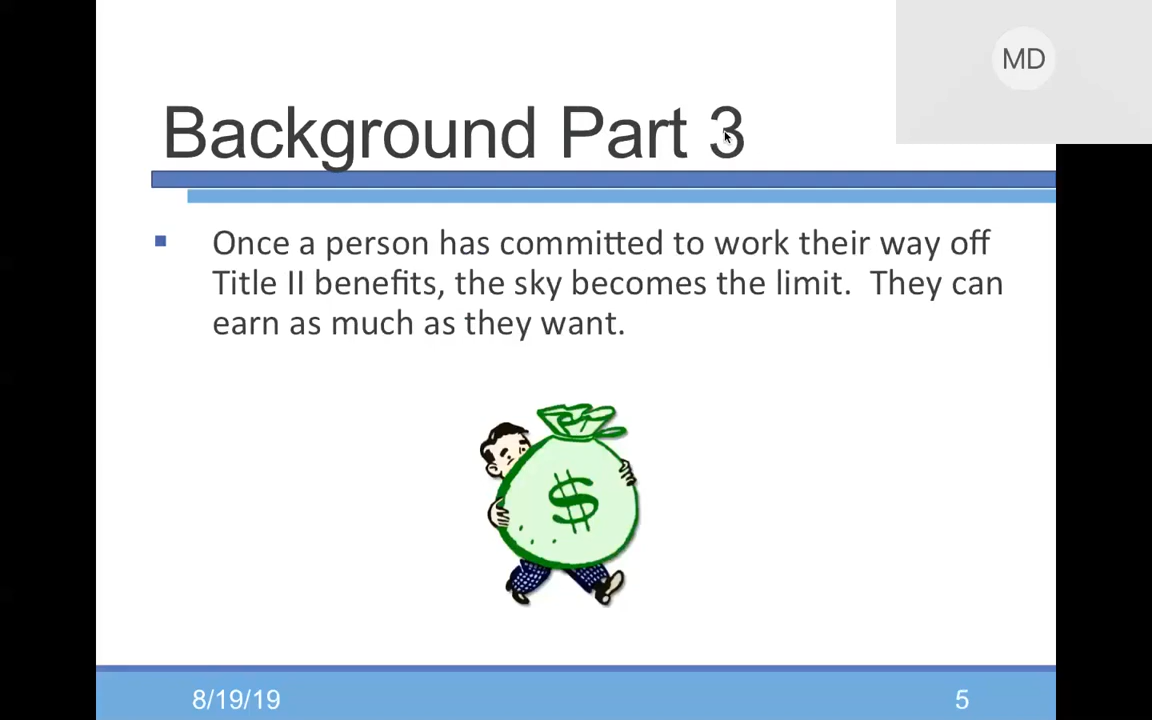 MD
Background Part 3
Once a person has committed to work their way off
Title II benefits, the sky becomes the limit.  They can
earn as much as they want.
$
8/19/19
5